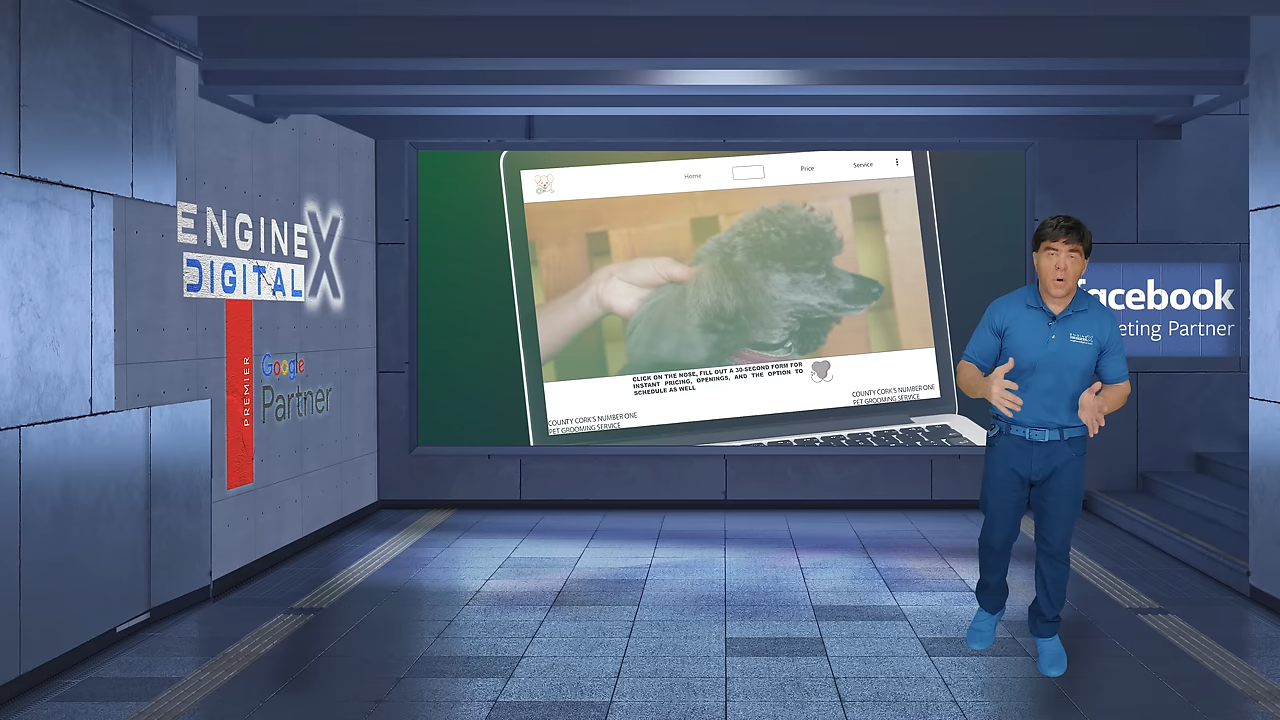 ENGINEX
DIGITAL
PREMIER
Google
Partner
Home
Price
Service
CLICK ON THE NOSE, FILL OUT A 30-SECOND FORM FOR
INSTANT PRICING, OPENINGS, AND THE OPTION TO
SCHEDULE AS WELL
COUNTY CORK'S NUMBER ONE
PET GROOMING SERVICE
COUNTY CORK'S NUMBER ONE
PET GROOMING SERVICE
facebook
eting Partner